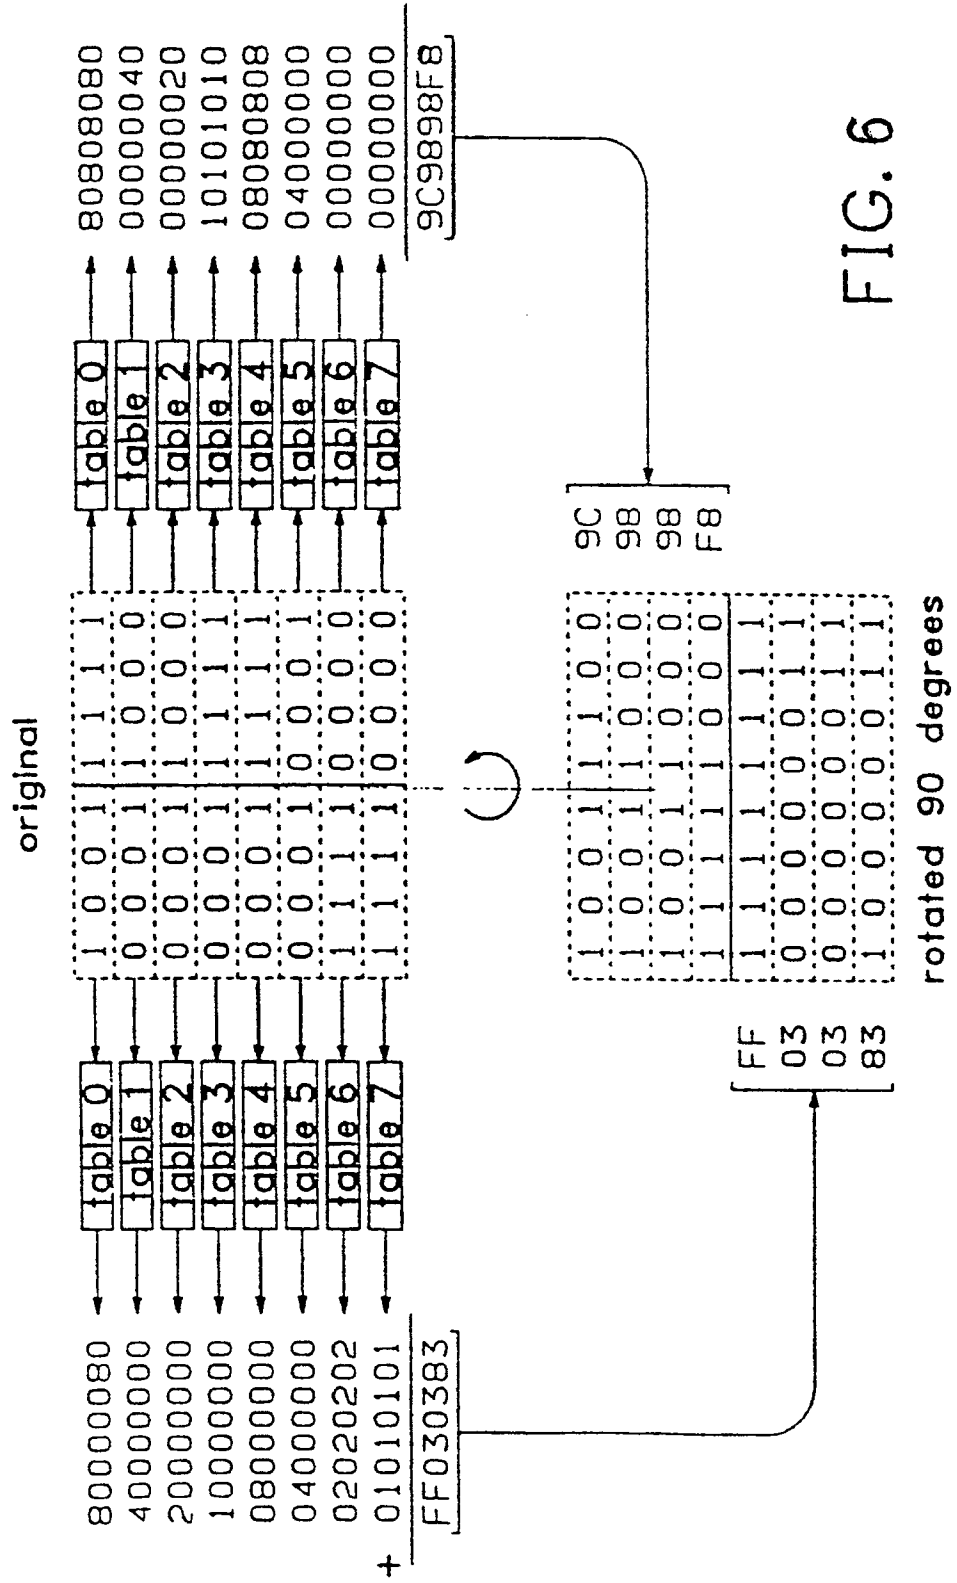 original
80000080 table 0 1 0 0 1 1 1 1 1 table 0 80808080
40000000 table 1 0 0 0 1 1 0 0 0 table 1 00000040
20000000 table 2 0 0 0 1 1 0 0 0 table 2 00000020
10000000 table 3 0 0 0 1 1 1 1 1 table 3 10101010
08000000 table 4 0 0 0 1 1 1 1 1 table 4 08080808
04000000 table 5 0 0 0 1 0 0 0 1 table 5 04000000
02020202 table 6 1 1 1 1 0 0 0 0 table 6 00000000
+ 01010101 table 7 1 1 1 1 0 0 0 0 table 7 00000000
FF030383 9C9898F8
1 0 0 1 1 1 0 0 9C
1 0 0 1 1 0 0 0 98
1 0 0 1 1 0 0 0 98
1 1 1 1 1 0 0 0 F8
FF 1 1 1 1 1 1 1 1
03 0 0 0 0 0 0 1 1
03 0 0 0 0 0 0 1 1
83 1 0 0 0 0 0 1 1
rotated 90 degrees
FIG. 6